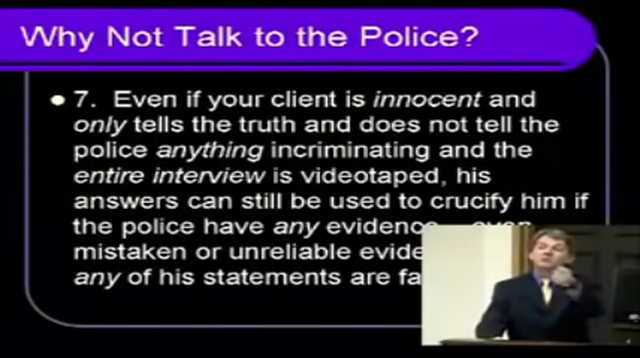 Why Not Talk to the Police?
● 7. Even if your client is innocent and
only tells the truth and does not tell the
police anything incriminating and the
entire interview is videotaped, his
answers can still be used to crucify him if
the police have any evidence
mistaken or unreliable
any of his statements are